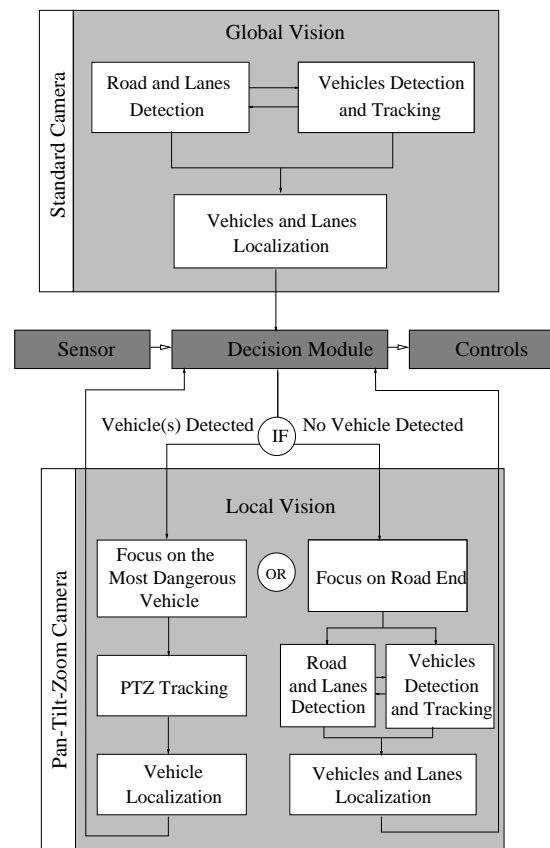 Standard Camera
Global Vision
Road and Lanes
Detection
Vehicles Detection
and Tracking
Vehicles and Lanes
Localization
Sensor
Decision Module
Controls
Vehicle(s) Detected
IF
No Vehicle Detected
Pan-Tilt-Zoom Camera
Local Vision
Focus on the
Most Dangerous
Vehicle
OR
Focus on Road End
PTZ Tracking
Road
and Lanes
Detection
Vehicles
Detection
and Tracking
Vehicle
Localization
Vehicles and Lanes
Localization